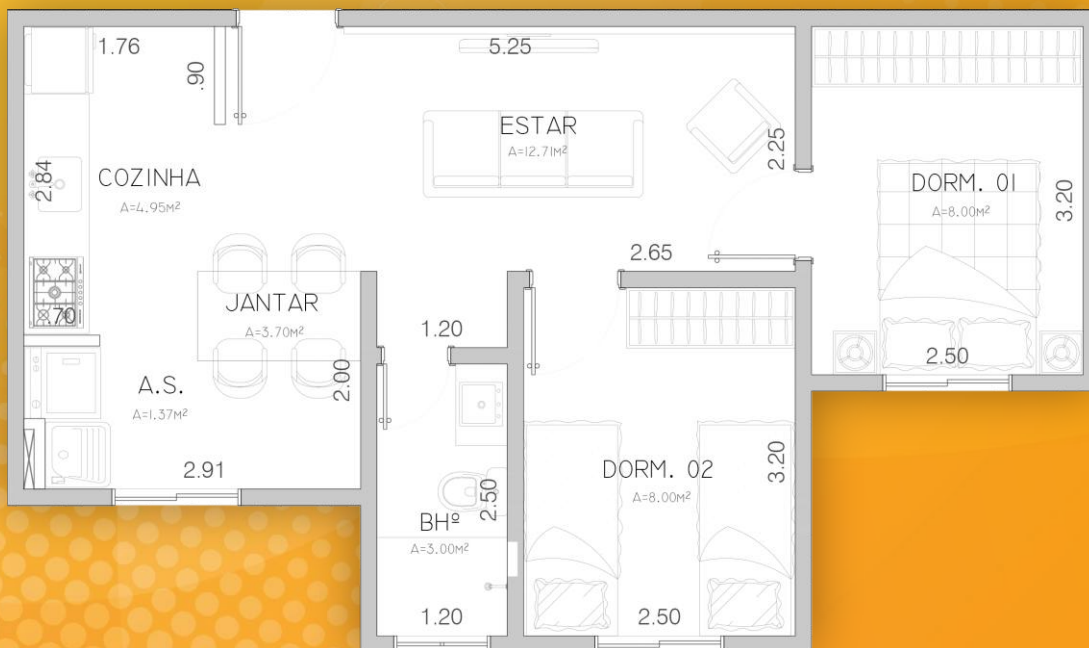 1.76
.90
5.25
ESTAR
A=12.71M²
2.25
2.84
COZINHA
A=4.95M²
DORM. 01
A=8.00M²
3.20
2.65
.70
JANTAR
A=3.70M²
1.20
2.00
2.50
A.S.
A=1.37M²
2.91
DORM. 02
A=8.00M²
3.20
2.50
BHº
A=3.00M²
1.20
2.50